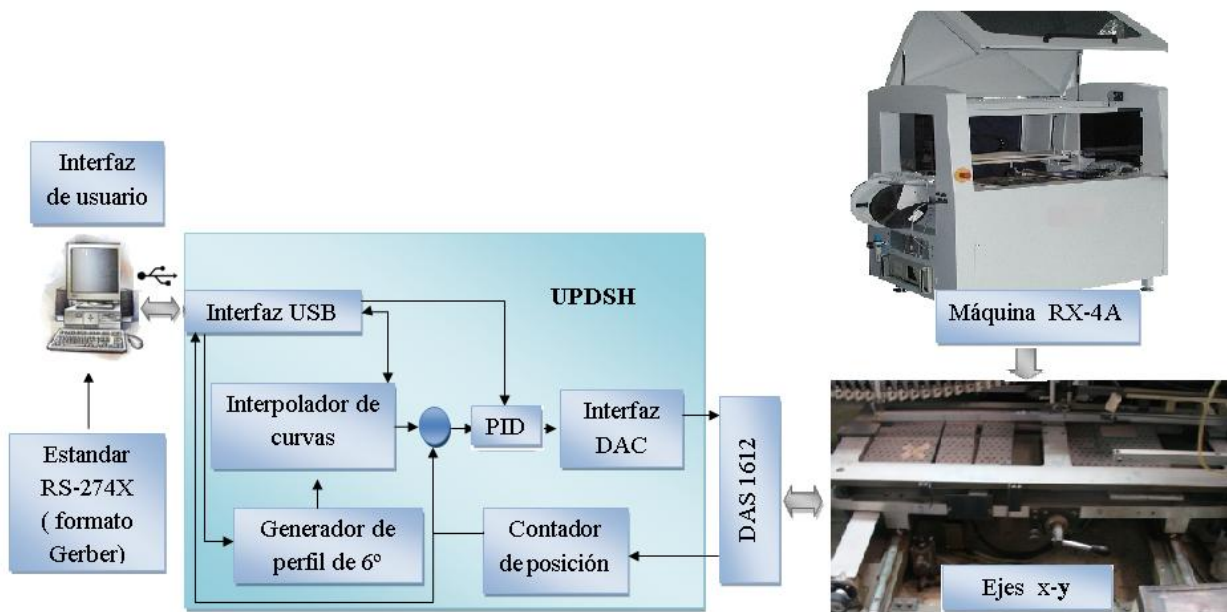 Interfaz
de usuario
UPDSH
Interfaz USB
Interpolador de
curvas
PID
Interfaz
DAC
Estandar
RS-274X
( formato
Gerber)
Generador de
perfil de 6º
Contador
de posición
DAS 1612
Máquina RX-4A
Ejes x-y